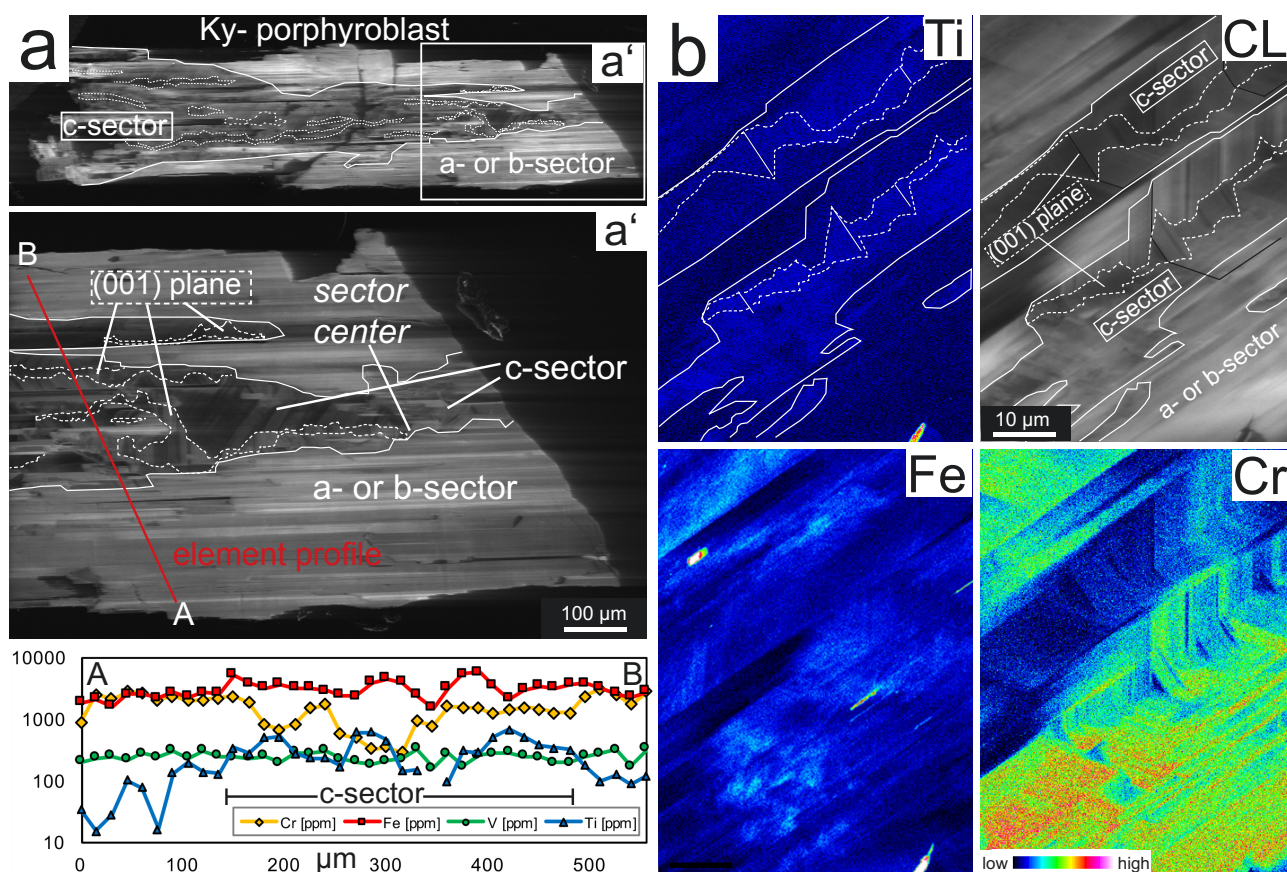 a
Ky- porphyroblast
a'
c-sector
a- or b-sector
a'
B
(001) plane
sector
center
c-sector
a- or b-sector
element profile
A
100 µm
10000
1000
100
10
A
B
c-sector
Cr [ppm]
Fe [ppm]
V [ppm]
Ti [ppm]
0
100
200
300
400
500
µm
b
Ti
CL
c-sector
(001) plane
c-sector
a- or b-sector
10 µm
Fe
Cr
low
high